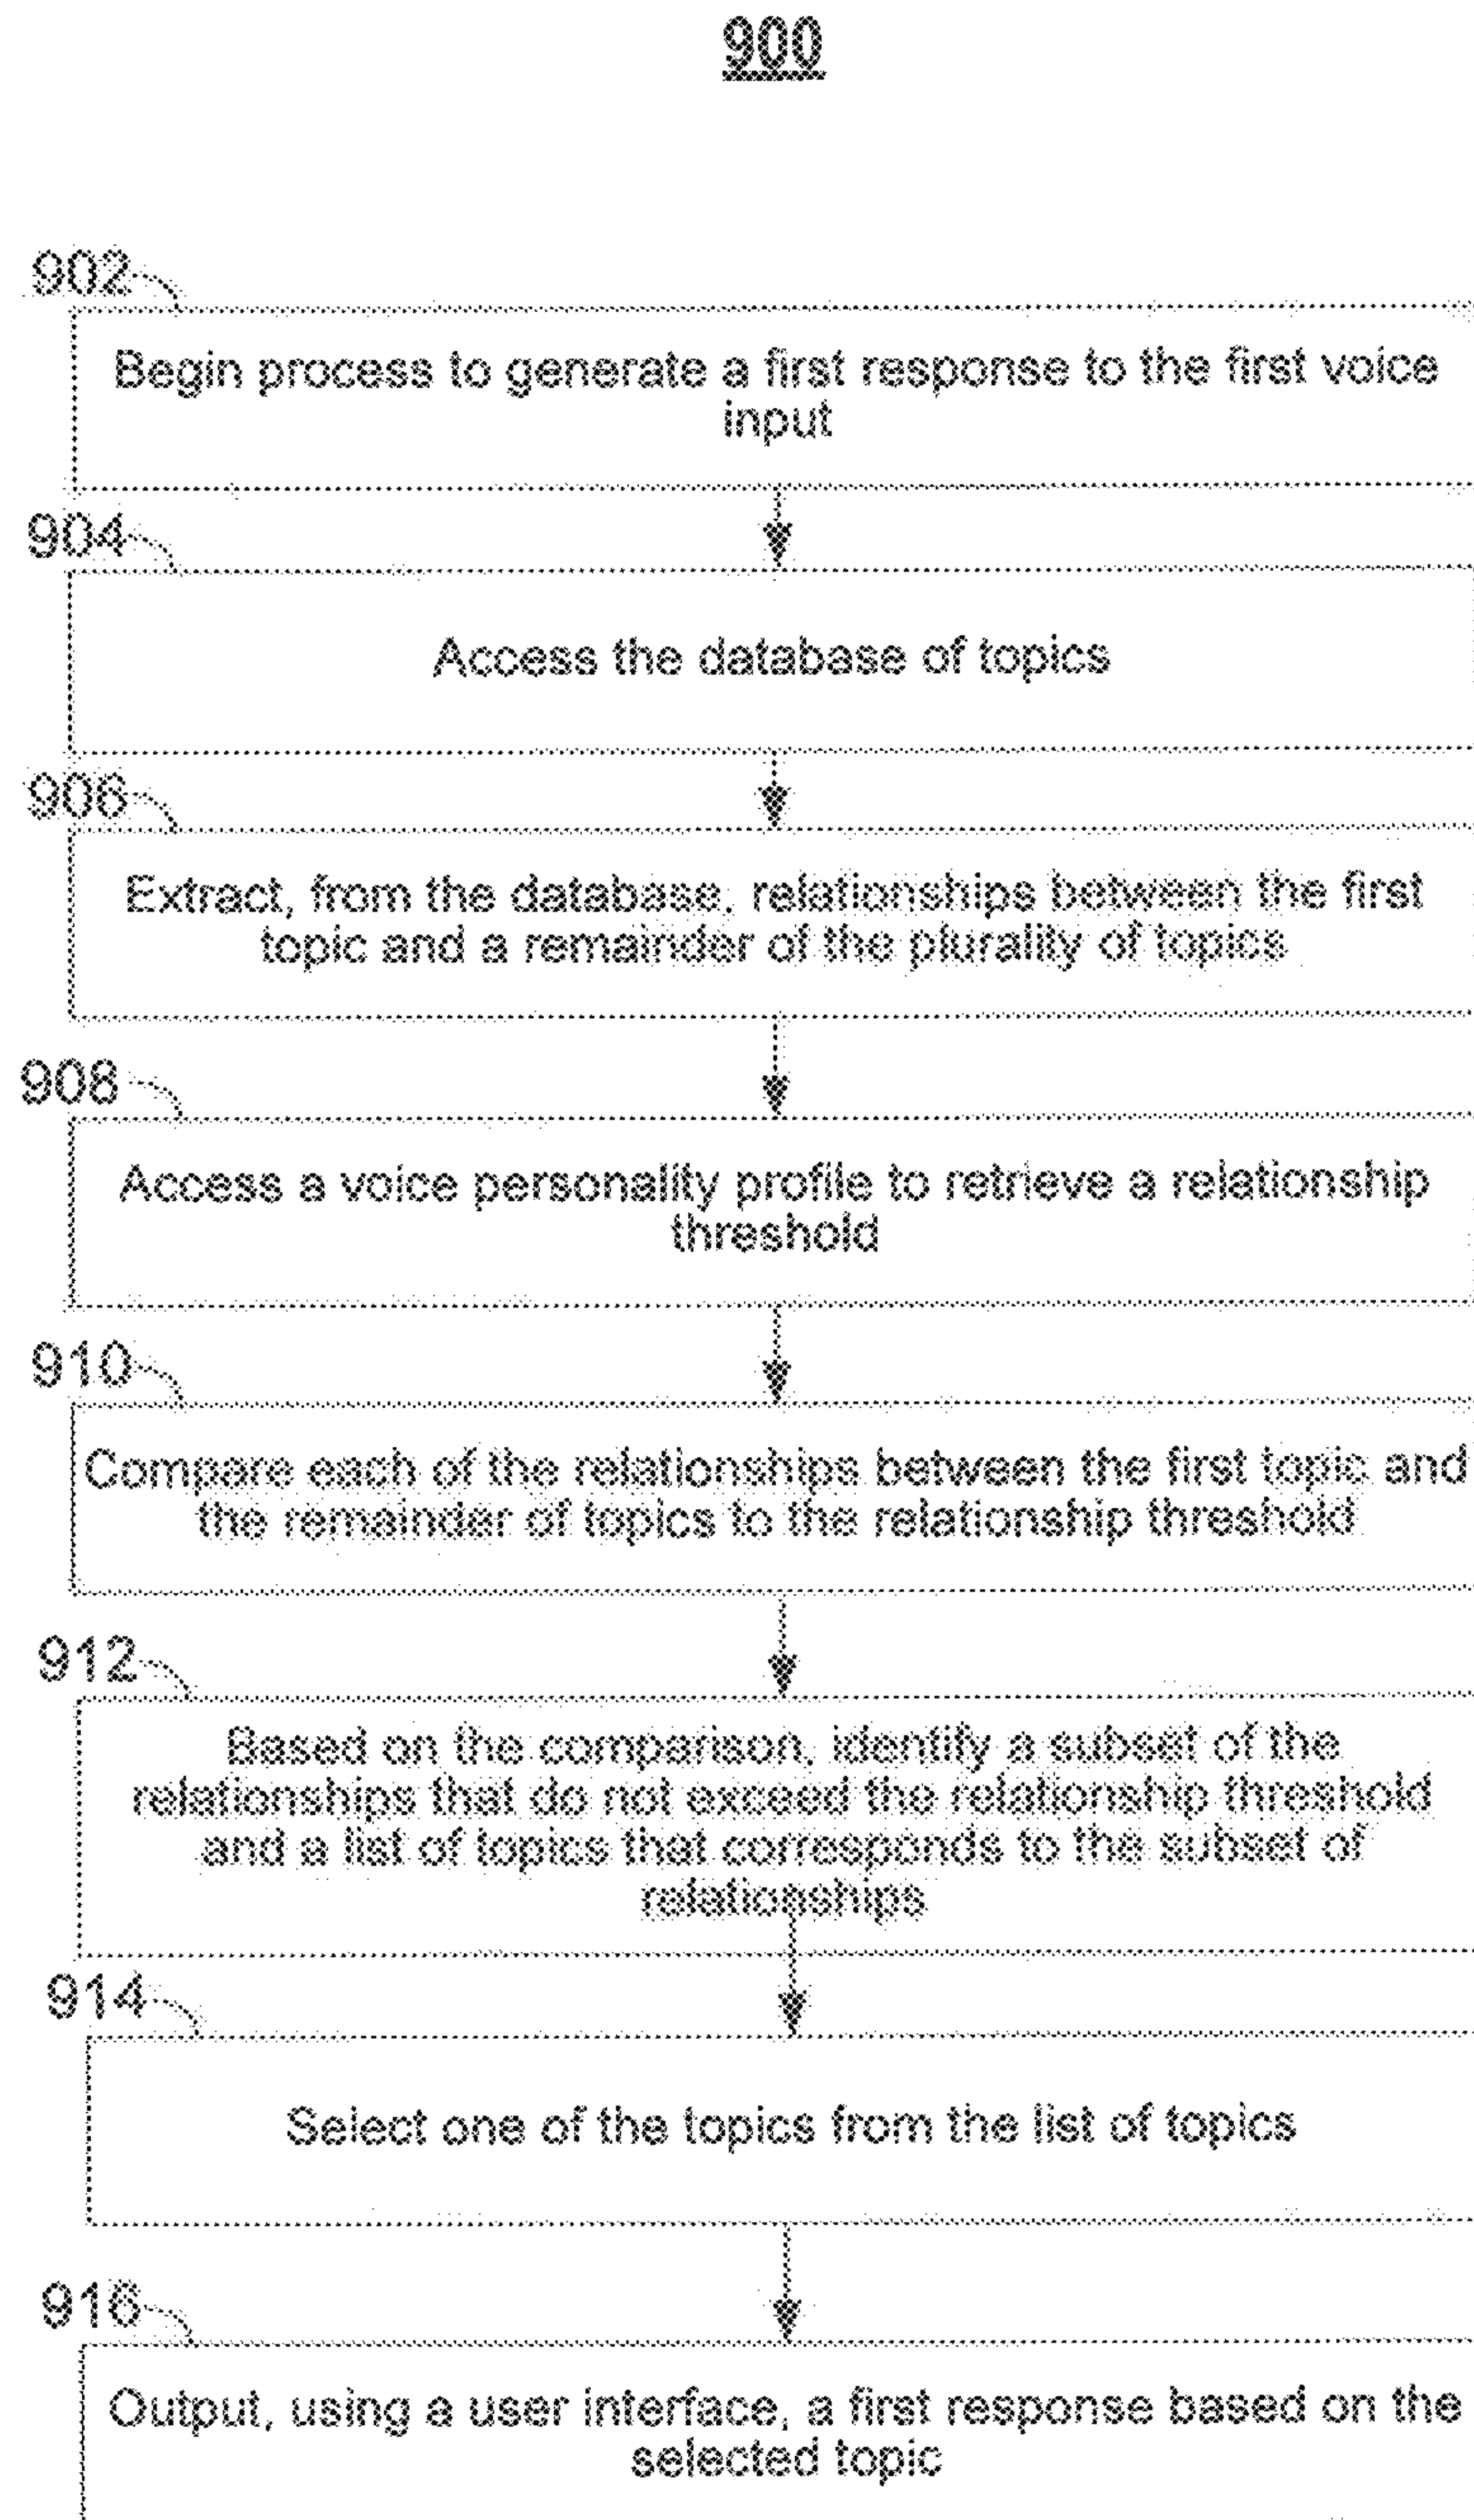 900
902
Begin process to generate a first response to the first voice
input
904
Access the database of topics
906
Extract, from the database, relationships between the first
topic and a remainder of the plurality of topics
908
Access a voice personality profile to retrieve a relationship
threshold
910
Compare each of the relationships between the first topic and
the remainder of topics to the relationship threshold
912
Based on the comparison, identify a subset of the
relationships that do not exceed the relationship threshold
and a list of topics that corresponds to the subset of
relationships
914
Select one of the topics from the list of topics
916
Output, using a user interface, a first response based on the
selected topic